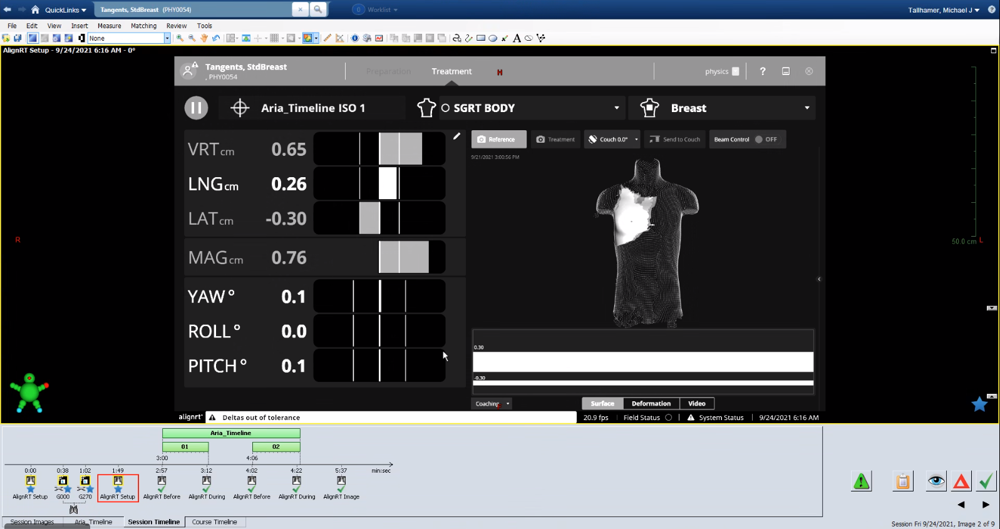 QuickLinks Tangents, StdBreast (PHY0054) 0 Worklist Tallhamer, Michael J
File Edit View Insert Measure Matching Review Tools
None
AlignRT Setup - 9/24/2021 6:16 AM - 0°
Tangents, StdBreast
, PHY0054
Preparation Treatment H physics ?
Aria_Timeline ISO 1 SGRT BODY Breast
Reference Treatment Couch 0.0° Send to Couch Beam Control OFF
9/21/2021 3:00:56 PM
VRT cm 0.65
LNG cm 0.26
LAT cm -0.30
MAG cm 0.76
YAW ° 0.1
ROLL ° 0.0
PITCH ° 0.1
R
50.0 cm L
0.30
-0.30
Coaching Surface Deformation Video
alignrt Deltas out of tolerance 20.9 fps Field Status System Status 9/24/2021 6:16 AM
Aria_Timeline
01 02
3:00 4:06
0:00 0:38 1:02 1:49 2:57 3:12 4:02 4:22 5:37 min:sec
AlignRT Setup G000 G270 AlignRT Setup AlignRT Before AlignRT During AlignRT Before AlignRT During AlignRT Image
Session Images Aria_Timeline Session Timeline Course Timeline
Session Fri 9/24/2021, Image 2 of 9